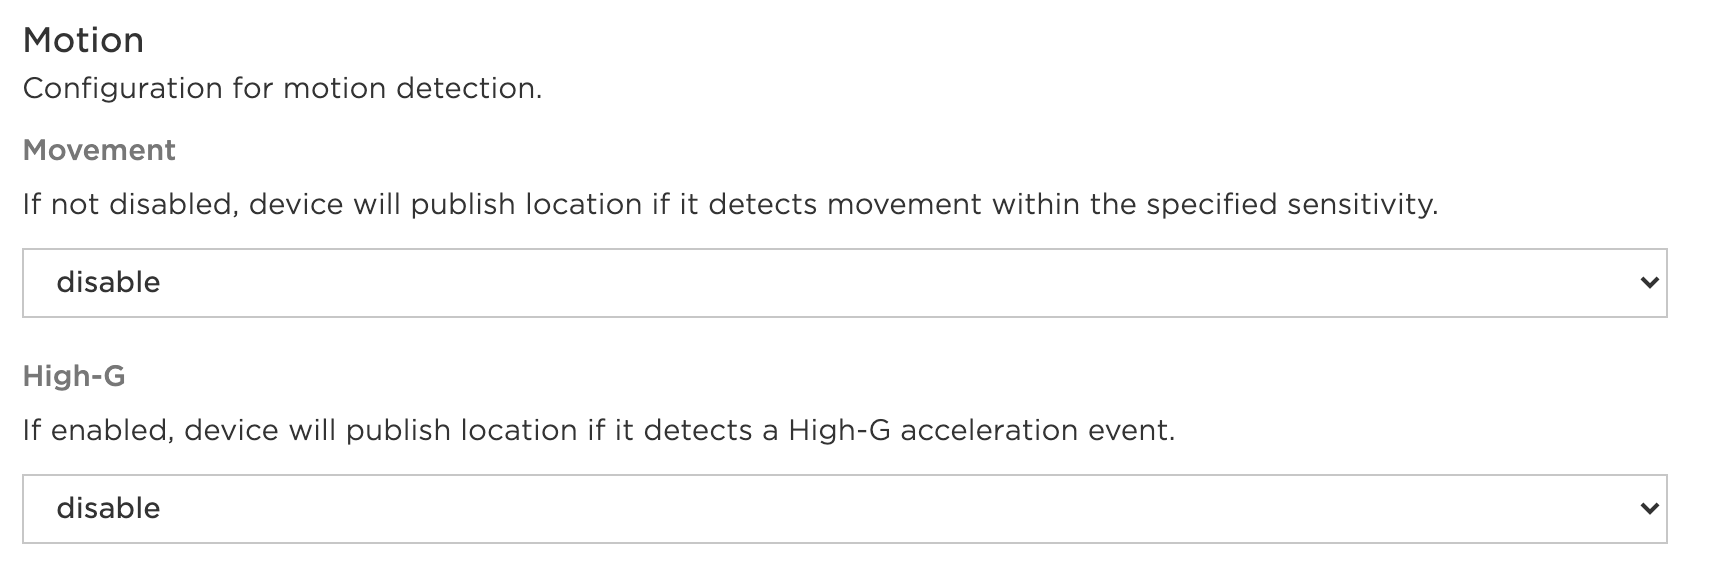 Motion
Configuration for motion detection.
Movement
If not disabled, device will publish location if it detects movement within the specified sensitivity.
disable
High-G
If enabled, device will publish location if it detects a High-G acceleration event.
disable